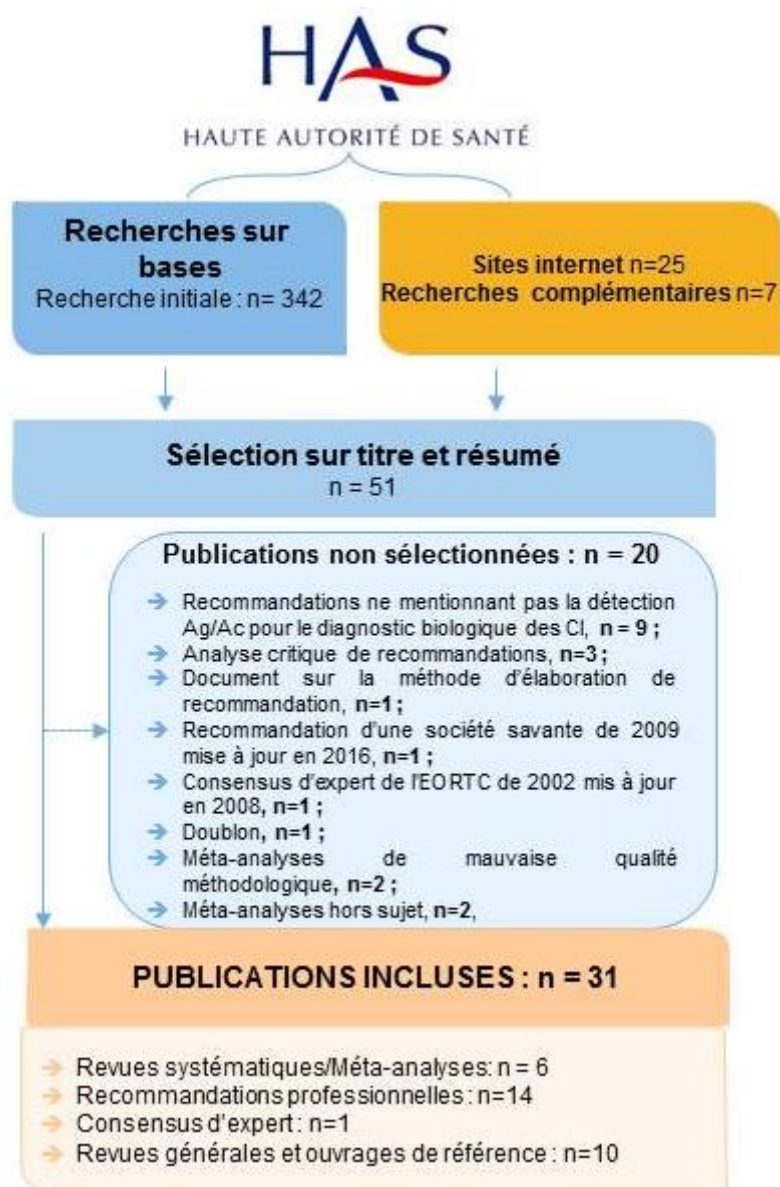 HAS
HAUTE AUTORITÉ DE SANTÉ
Recherches sur
bases
Recherche initiale : n= 342
Sites internet n=25
Recherches complémentaires n=7
Sélection sur titre et résumé
n = 51
Publications non sélectionnées : n = 20
→ Recommandations ne mentionnant pas la détection
Ag/Ac pour le diagnostic biologique des CI, n = 9 ;
→ Analyse critique de recommandations, n=3 ;
→ Document sur la méthode d'élaboration de
recommandation, n=1 ;
→ Recommandation d'une société savante de 2009
mise à jour en 2016, n=1 ;
→ Consensus d'expert de l'EORTC de 2002 mis à jour
en 2008, n=1 ;
→ Doublon, n=1 ;
→ Méta-analyses de mauvaise qualité
méthodologique, n=2 ;
→ Méta-analyses hors sujet, n=2,
PUBLICATIONS INCLUSES : n = 31
→ Revues systématiques/Méta-analyses: n = 6
→ Recommandations professionnelles : n=14
→ Consensus d'expert : n=1
→ Revues générales et ouvrages de référence : n=10